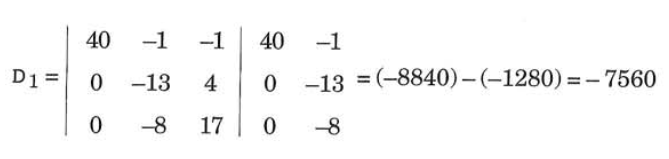 40 –1 –1 40 –1
D1 = 0 –13 4 0 –13 = (–8840) – (–1280) = – 7560
0 –8 17 0 –8